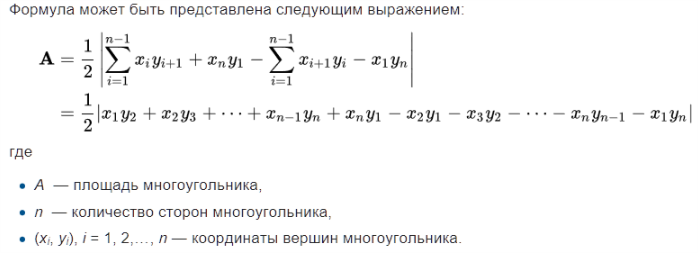 Формула может быть представлена следующим выражением:
A = \frac{1}{2} \left| \sum_{i=1}^{n-1} x_i y_{i+1} + x_n y_1 - \sum_{i=1}^{n-1} x_{i+1} y_i - x_1 y_n \right|
= \frac{1}{2} |x_1 y_2 + x_2 y_3 + \cdots + x_{n-1} y_n + x_n y_1 - x_2 y_1 - x_3 y_2 - \cdots - x_n y_{n-1} - x_1 y_n|
где
• A — площадь многоугольника,
• n — количество сторон многоугольника,
• (x_i, y_i), i = 1, 2,..., n — координаты вершин многоугольника.